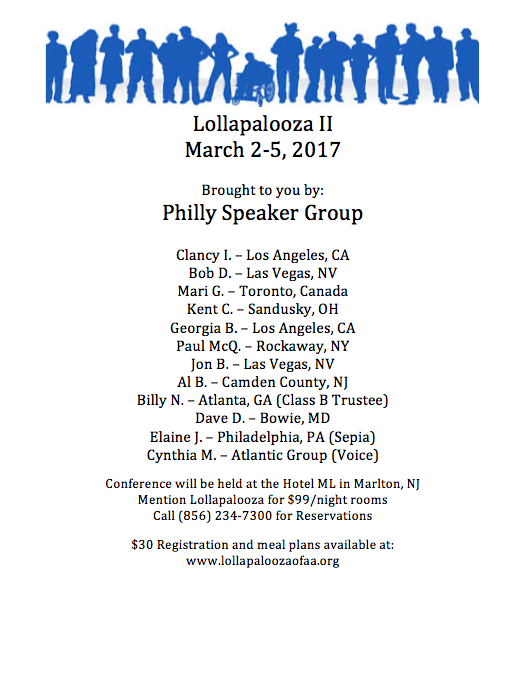 Lollapalooza II
March 2-5, 2017
Brought to you by:
Philly Speaker Group
Clancy I. – Los Angeles, CA
Bob D. – Las Vegas, NV
Mari G. – Toronto, Canada
Kent C. – Sandusky, OH
Georgia B. – Los Angeles, CA
Paul McQ. – Rockaway, NY
Jon B. – Las Vegas, NV
Al B. – Camden County, NJ
Billy N. – Atlanta, GA (Class B Trustee)
Dave D. – Bowie, MD
Elaine J. – Philadelphia, PA (Sepia)
Cynthia M. – Atlantic Group (Voice)
Conference will be held at the Hotel ML in Marlton, NJ
Mention Lollapalooza for $99/night rooms
Call (856) 234-7300 for Reservations
$30 Registration and meal plans available at:
www.lollapaloozaofaa.org